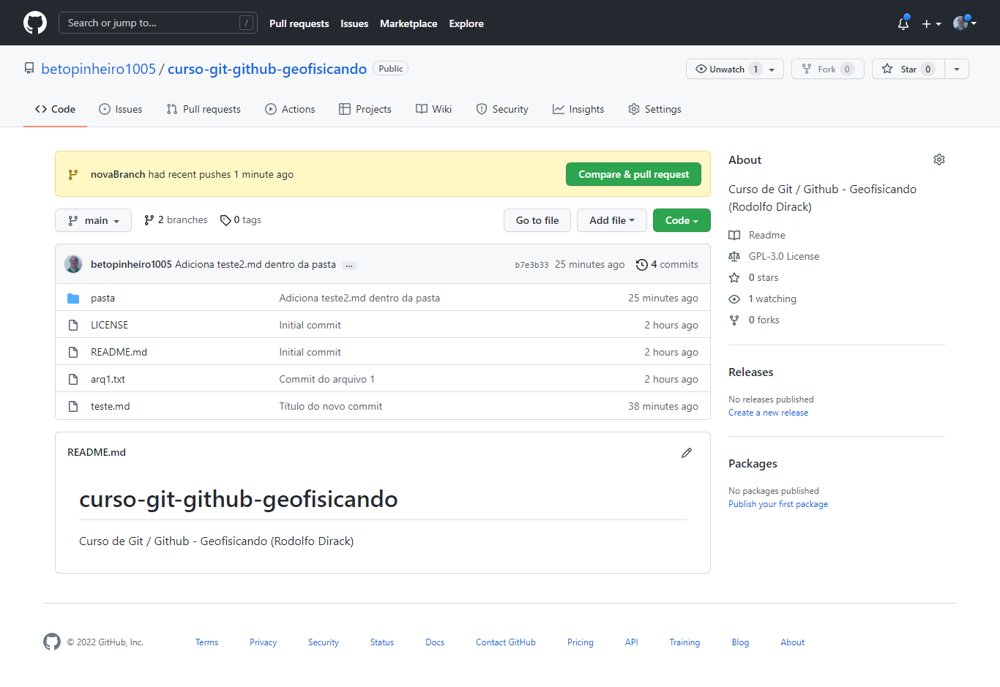 Search or jump to... /
Pull requests Issues Marketplace Explore
betopinheiro1005 / curso-git-github-geofisicando Public
Unwatch 1 Fork 0 Star 0
Code Issues Pull requests Actions Projects Wiki Security Insights Settings
novaBranch had recent pushes 1 minute ago
Compare & pull request
main 2 branches 0 tags
Go to file Add file Code
betopinheiro1005 Adiciona teste2.md dentro da pasta ... b7e3b33 25 minutes ago 4 commits
pasta Adiciona teste2.md dentro da pasta 25 minutes ago
LICENSE Initial commit 2 hours ago
README.md Initial commit 2 hours ago
arq1.txt Commit do arquivo 1 2 hours ago
teste.md Título do novo commit 38 minutes ago
README.md
curso-git-github-geofisicando
Curso de Git / Github - Geofisicando (Rodolfo Dirack)
About
Curso de Git / Github - Geofisicando
(Rodolfo Dirack)
Readme
GPL-3.0 License
0 stars
1 watching
0 forks
Releases
No releases published
Create a new release
Packages
No packages published
Publish your first package
© 2022 GitHub, Inc. Terms Privacy Security Status Docs Contact GitHub Pricing API Training Blog About